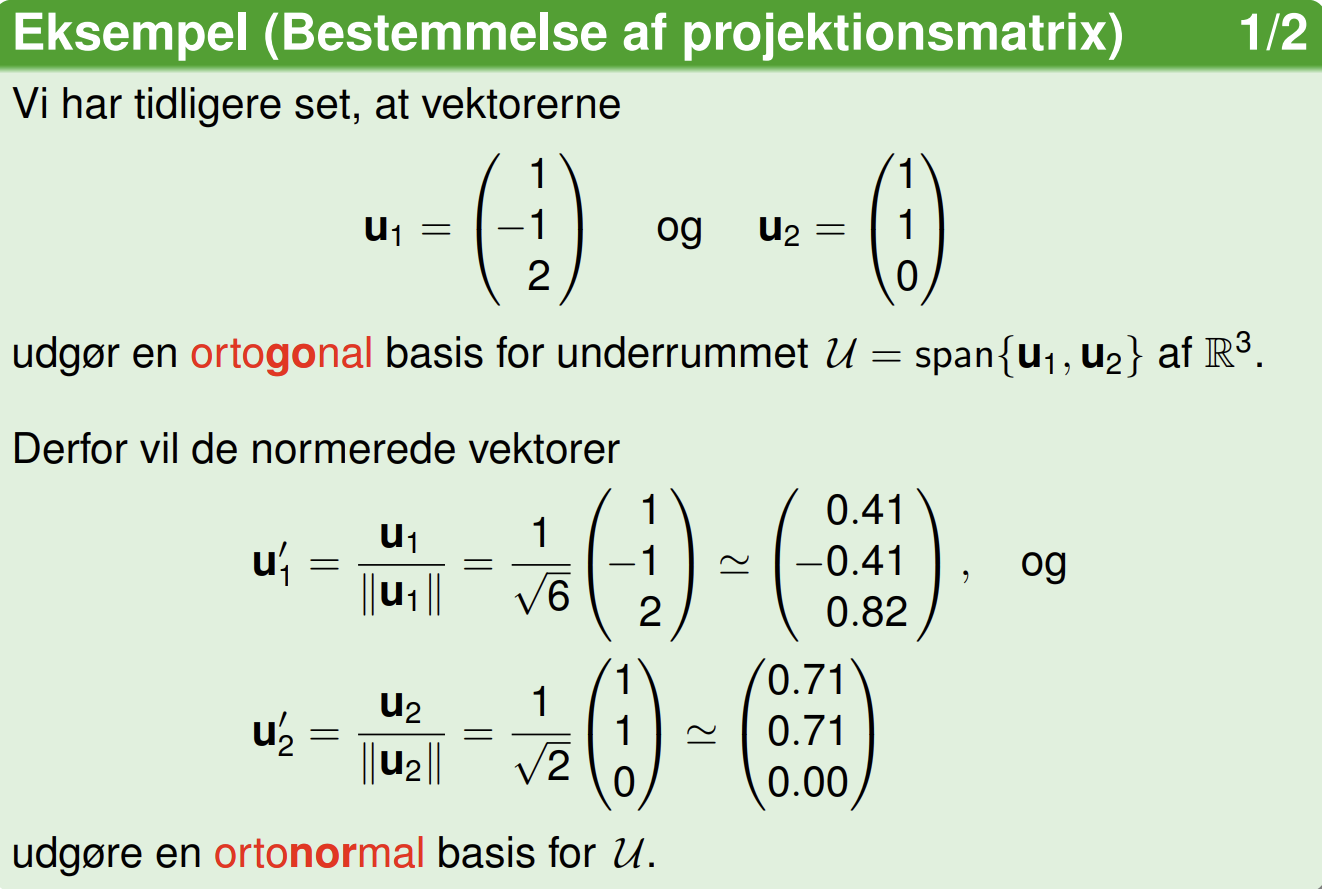 Eksempel (Bestemmelse af projektionsmatrix) 1/2
Vi har tidligere set, at vektorerne
u₁ = (1, −1, 2) og u₂ = (1, 1, 0)
udgør en ortogonal basis for underrummet 𝒰 = span{u₁, u₂} af ℝ³.
Derfor vil de normerede vektorer
u′₁ = u₁/‖u₁‖ = 1/√6 (1, −1, 2) ≃ (0.41, −0.41, 0.82), og
u′₂ = u₂/‖u₂‖ = 1/√2 (1, 1, 0) ≃ (0.71, 0.71, 0.00)
udgøre en ortonormal basis for 𝒰.